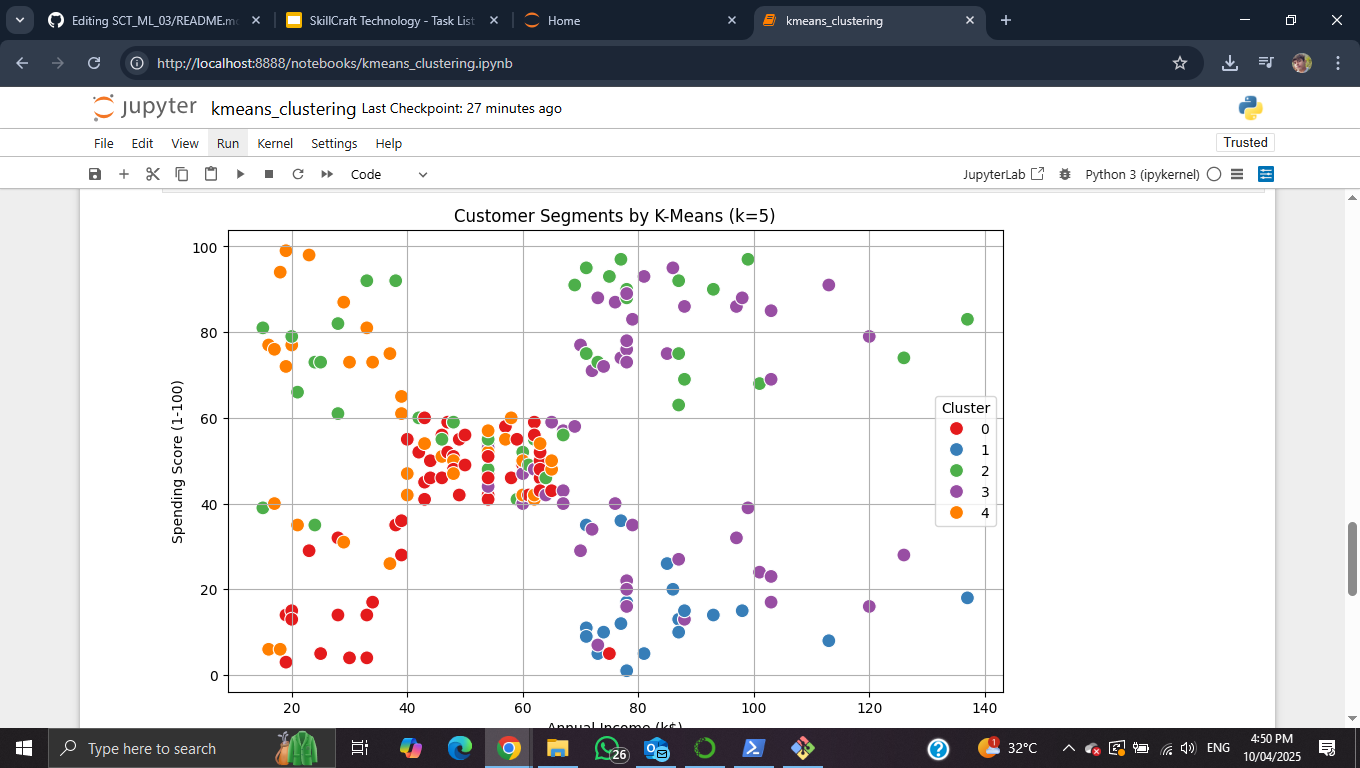 Editing SCT_ML_03/README.m
SkillCraft Technology - Task List
Home
kmeans_clustering
http://localhost:8888/notebooks/kmeans_clustering.ipynb
jupyter kmeans_clustering Last Checkpoint: 27 minutes ago
File Edit View Run Kernel Settings Help
Trusted
Code
JupyterLab
Python 3 (ipykernel)
Customer Segments by K-Means (k=5)
100
80
60
40
20
0
Spending Score (1-100)
Cluster
0
1
2
3
4
20 40 60 80 100 120 140
Annual Income (k$)
Type here to search
26
1
32°C
ENG
4:50 PM
10/04/2025